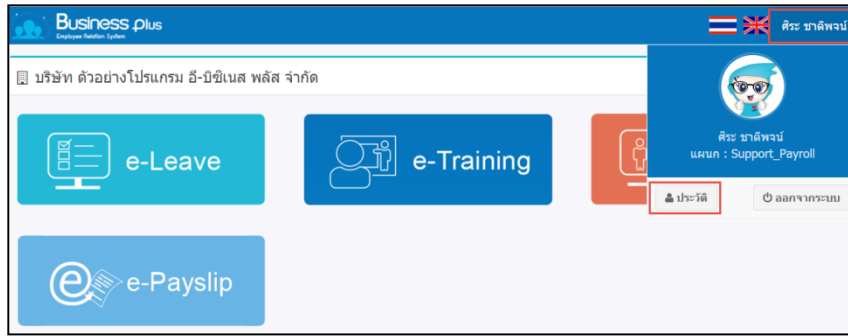 Business Plus
Employee Relation System
ศิระ ชาติพจน์
บริษัท ตัวอย่างโปรแกรม อี-บิซิเนส พลัส จำกัด
e-Leave
e-Training
ศิระ ชาติพจน์
แผนก : Support_Payroll
ประวัติ
ออกจากระบบ
e-Payslip